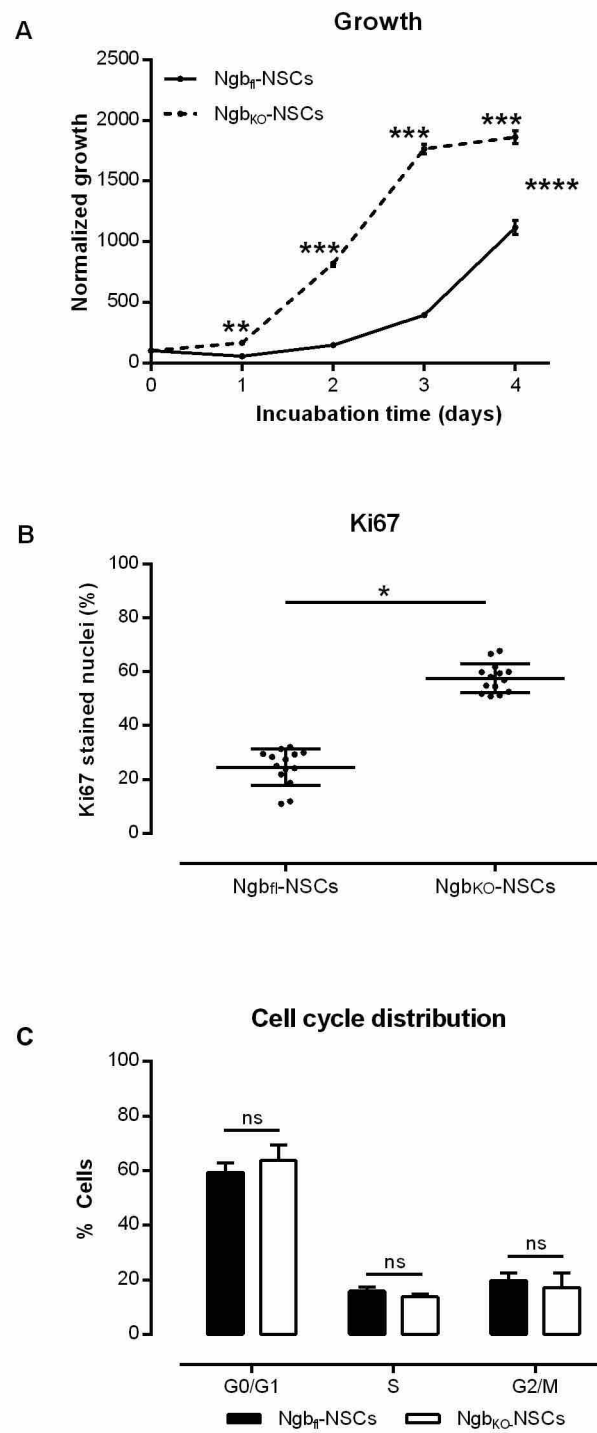 A
Growth
Normalized growth
2500
2000
1500
1000
500
0
Ngbfl-NSCs
NgbKO-NSCs
**
***
***
***
****
0 1 2 3 4
Incuabation time (days)
B
Ki67
Ki67 stained nuclei (%)
100
80
60
40
20
0
*
Ngbfl-NSCs NgbKO-NSCs
C
Cell cycle distribution
% Cells
100
80
60
40
20
0
ns
ns
ns
G0/G1 S G2/M
Ngbfl-NSCs NgbKO-NSCs